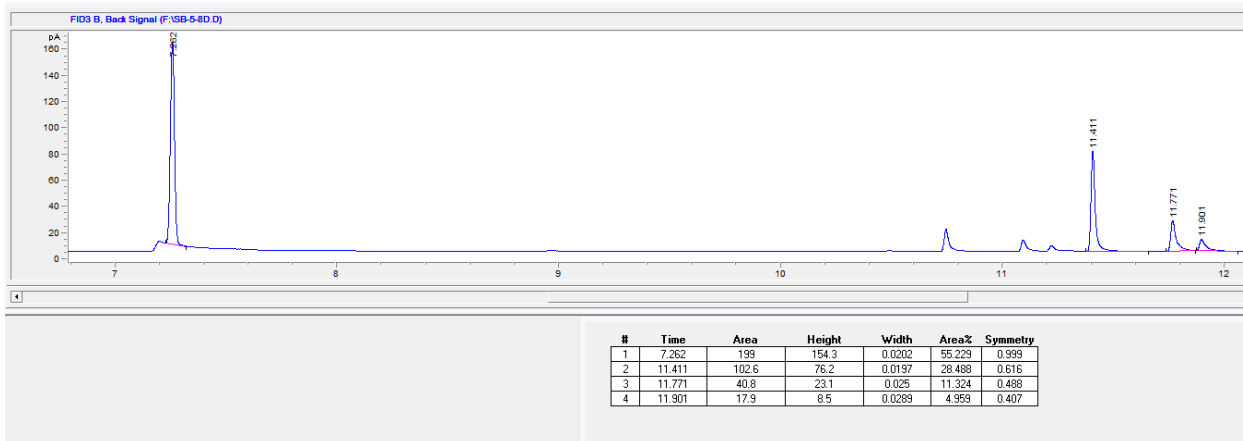 FID3 B, Back Signal (F:\SB-5-8D.D)
pA
160
140
120
100
80
60
40
20
0
7.262
11.411
11.771
11.901
7 8 9 10 11 12
# Time Area Height Width Area% Symmetry
1 7.262 199 154.3 0.0202 55.229 0.999
2 11.411 102.6 76.2 0.0197 28.488 0.616
3 11.771 40.8 23.1 0.025 11.324 0.488
4 11.901 17.9 8.5 0.0289 4.959 0.407